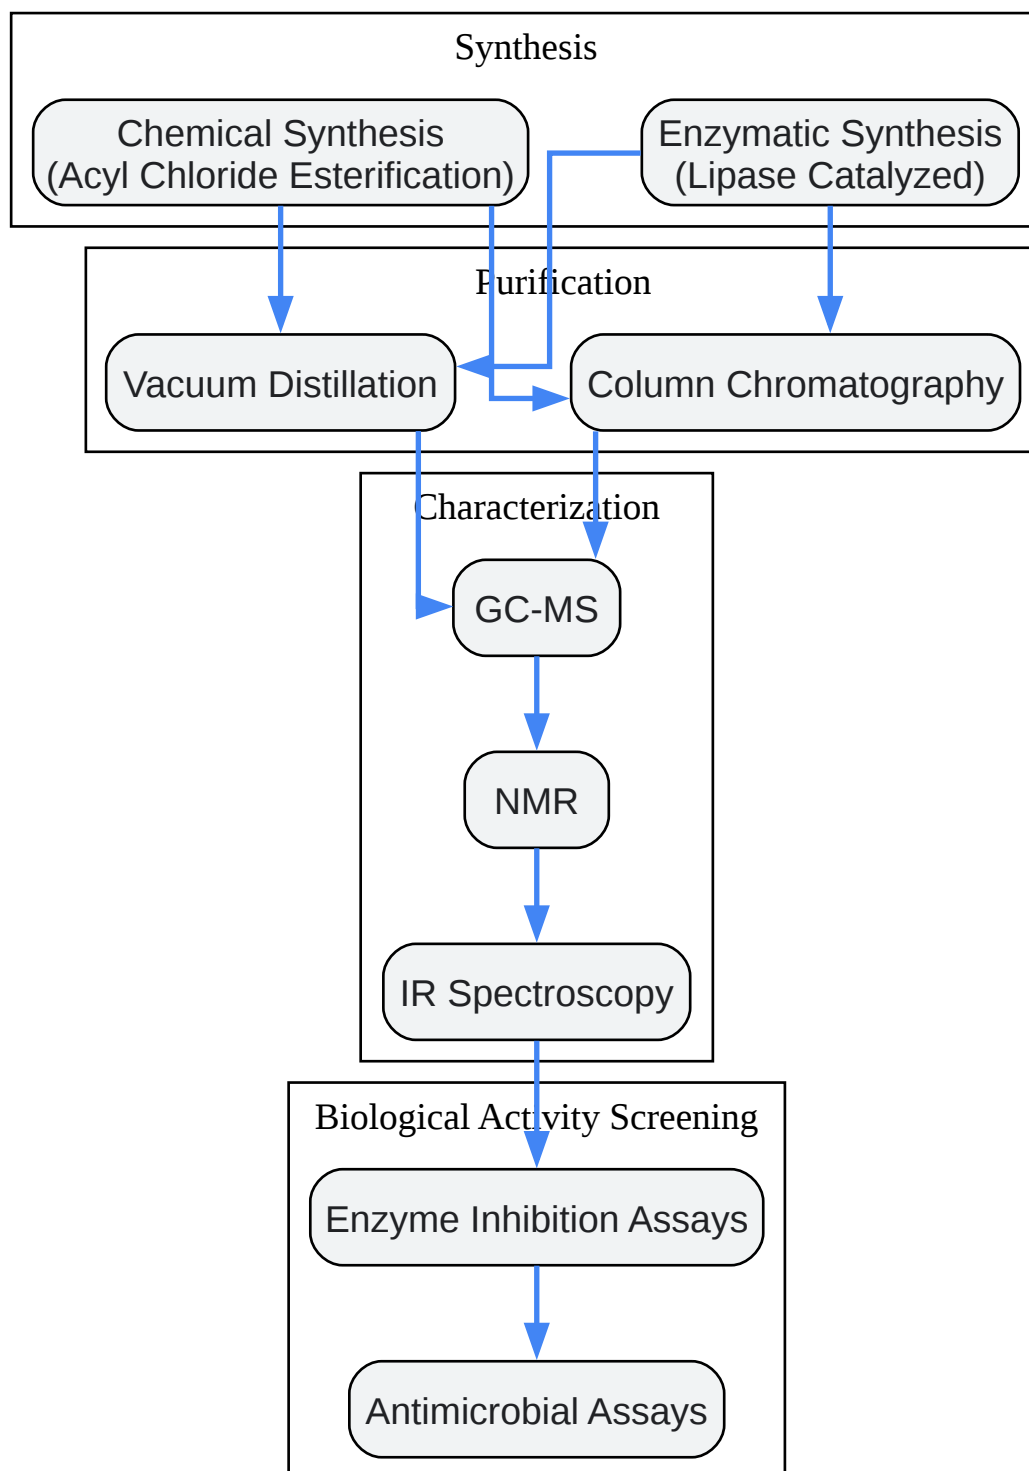 Synthesis
Chemical Synthesis
(Acyl Chloride Esterification)
Enzymatic Synthesis
(Lipase Catalyzed)
Purification
Vacuum Distillation
Column Chromatography
Characterization
GC-MS
NMR
IR Spectroscopy
Biological Activity Screening
Enzyme Inhibition Assays
Antimicrobial Assays